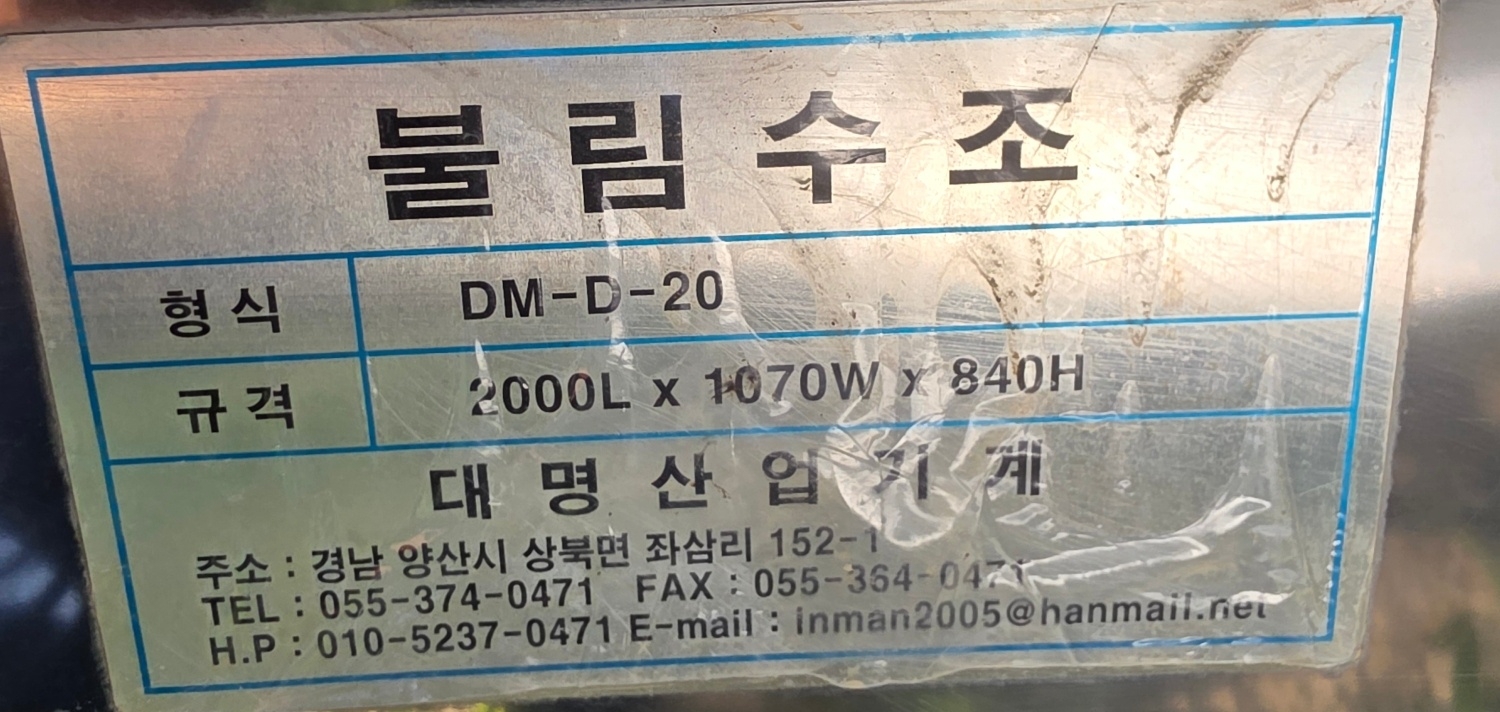 불림수조
형식 DM-D-20
규격 2000L x 1070W x 840H
대명산업기계
주소 : 경남 양산시 상북면 좌삼리 152-1
TEL : 055-374-0471 FAX : 055-364-0471
H.P : 010-5237-0471 E-mail : inman2005@hanmail.net